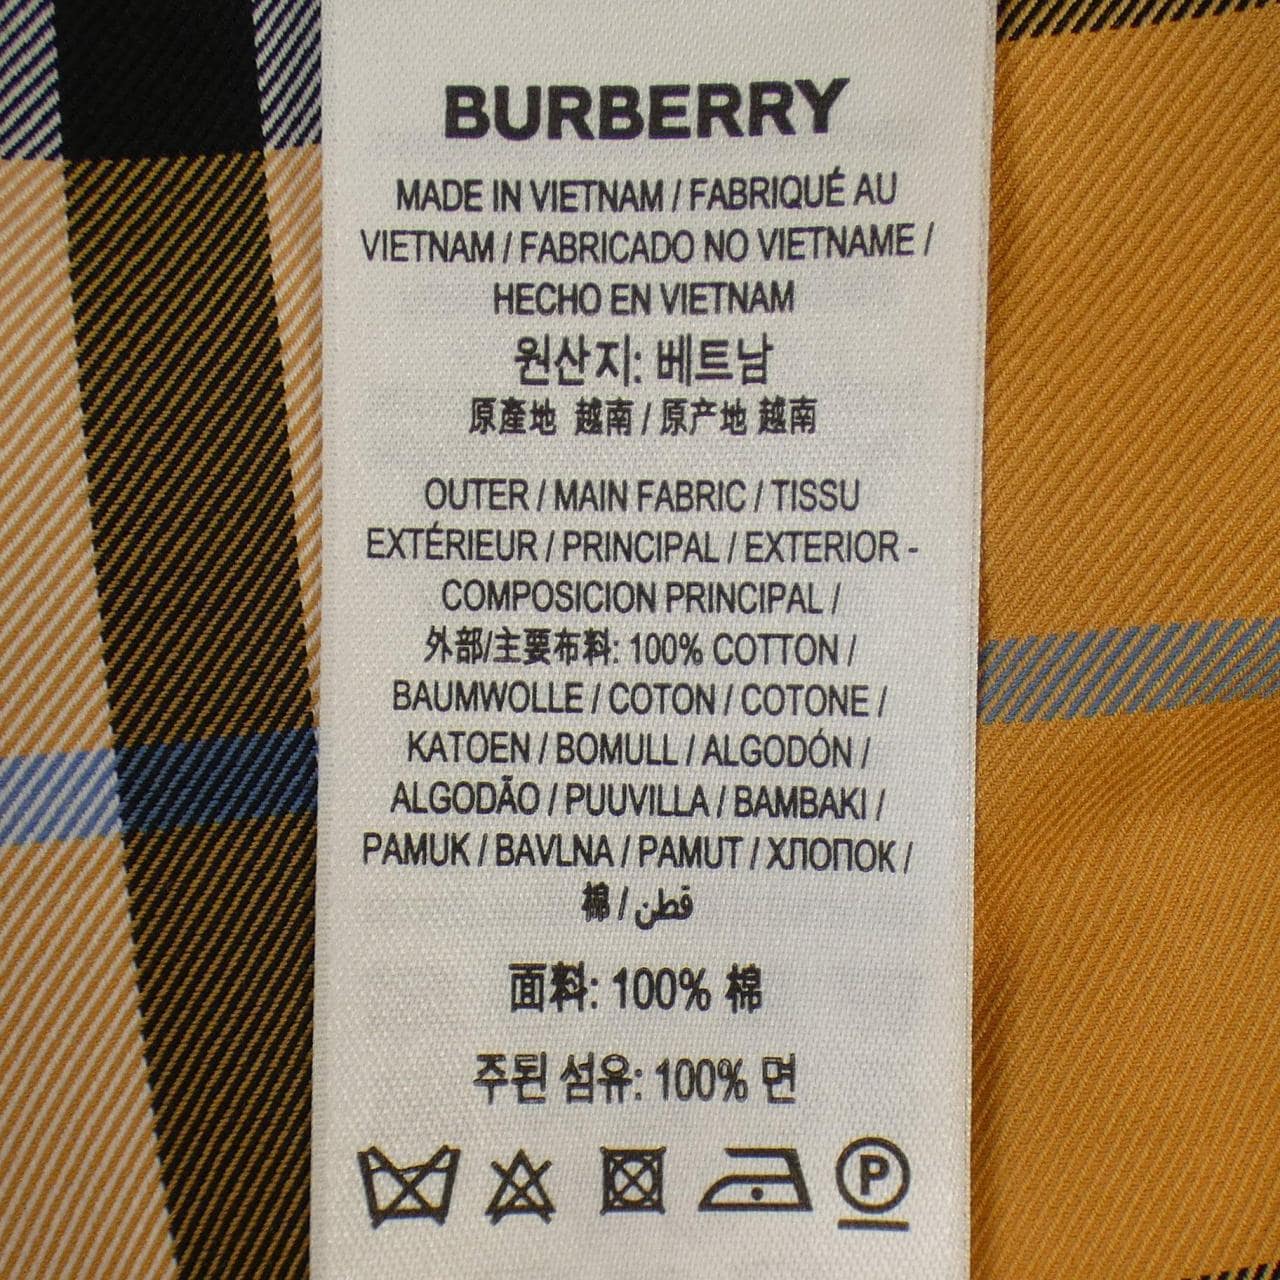 BURBERRY
MADE IN VIETNAM / FABRIQUÉ AU
VIETNAM / FABRICADO NO VIETNAME /
HECHO EN VIETNAM
원산지: 베트남
原產地 越南 / 原产地 越南
OUTER / MAIN FABRIC / TISSU
EXTÉRIEUR / PRINCIPAL / EXTERIOR -
COMPOSICION PRINCIPAL /
外部/主要布料: 100% COTTON /
BAUMWOLLE / COTON / COTONE /
KATOEN / BOMULL / ALGODÓN /
ALGODÃO / PUUVILLA / BAMBAKI /
PAMUK / BAVLNA / PAMUT / ХЛОПОК /
棉 / قطن
面料: 100% 棉
주된 섬유: 100% 면
P